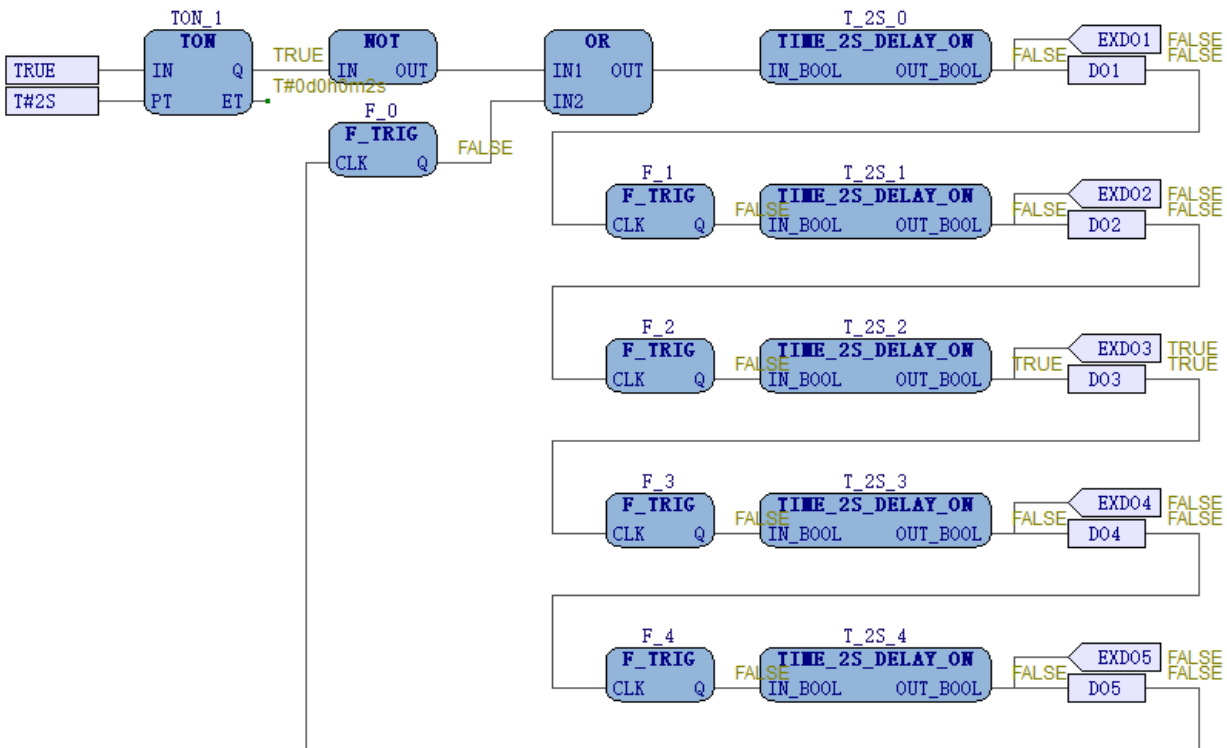 TON_1
TON
TRUE IN Q
T#2S PT ET
TRUE
T#0d0h0m2s
NOT
IN OUT
F_0
F_TRIG
CLK Q
FALSE
OR
IN1 OUT
IN2
T_2S_0
TIME_2S_DELAY_ON
IN_BOOL OUT_BOOL
FALSE
EXDO1 FALSE
DO1 FALSE
F_1
F_TRIG
CLK Q
FALSE
T_2S_1
TIME_2S_DELAY_ON
IN_BOOL OUT_BOOL
FALSE
EXDO2 FALSE
DO2 FALSE
F_2
F_TRIG
CLK Q
FALSE
T_2S_2
TIME_2S_DELAY_ON
IN_BOOL OUT_BOOL
TRUE
EXDO3 TRUE
DO3 TRUE
F_3
F_TRIG
CLK Q
FALSE
T_2S_3
TIME_2S_DELAY_ON
IN_BOOL OUT_BOOL
FALSE
EXDO4 FALSE
DO4 FALSE
F_4
F_TRIG
CLK Q
FALSE
T_2S_4
TIME_2S_DELAY_ON
IN_BOOL OUT_BOOL
FALSE
EXDO5 FALSE
DO5 FALSE